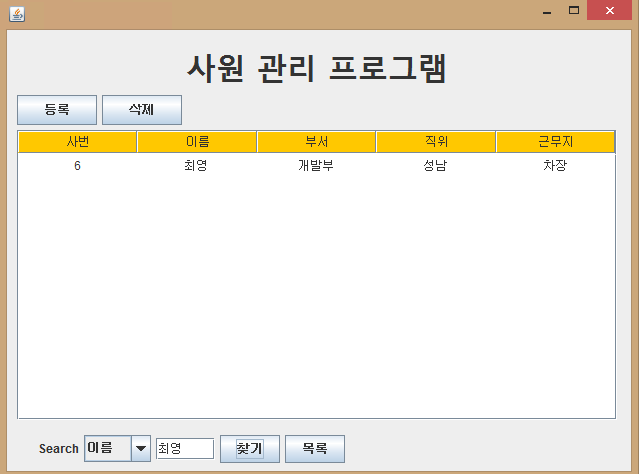 사원 관리 프로그램
등록 삭제
사번 이름 부서 직위 근무지
6 최영 개발부 성남 차장
Search 이름 최영 찾기 목록